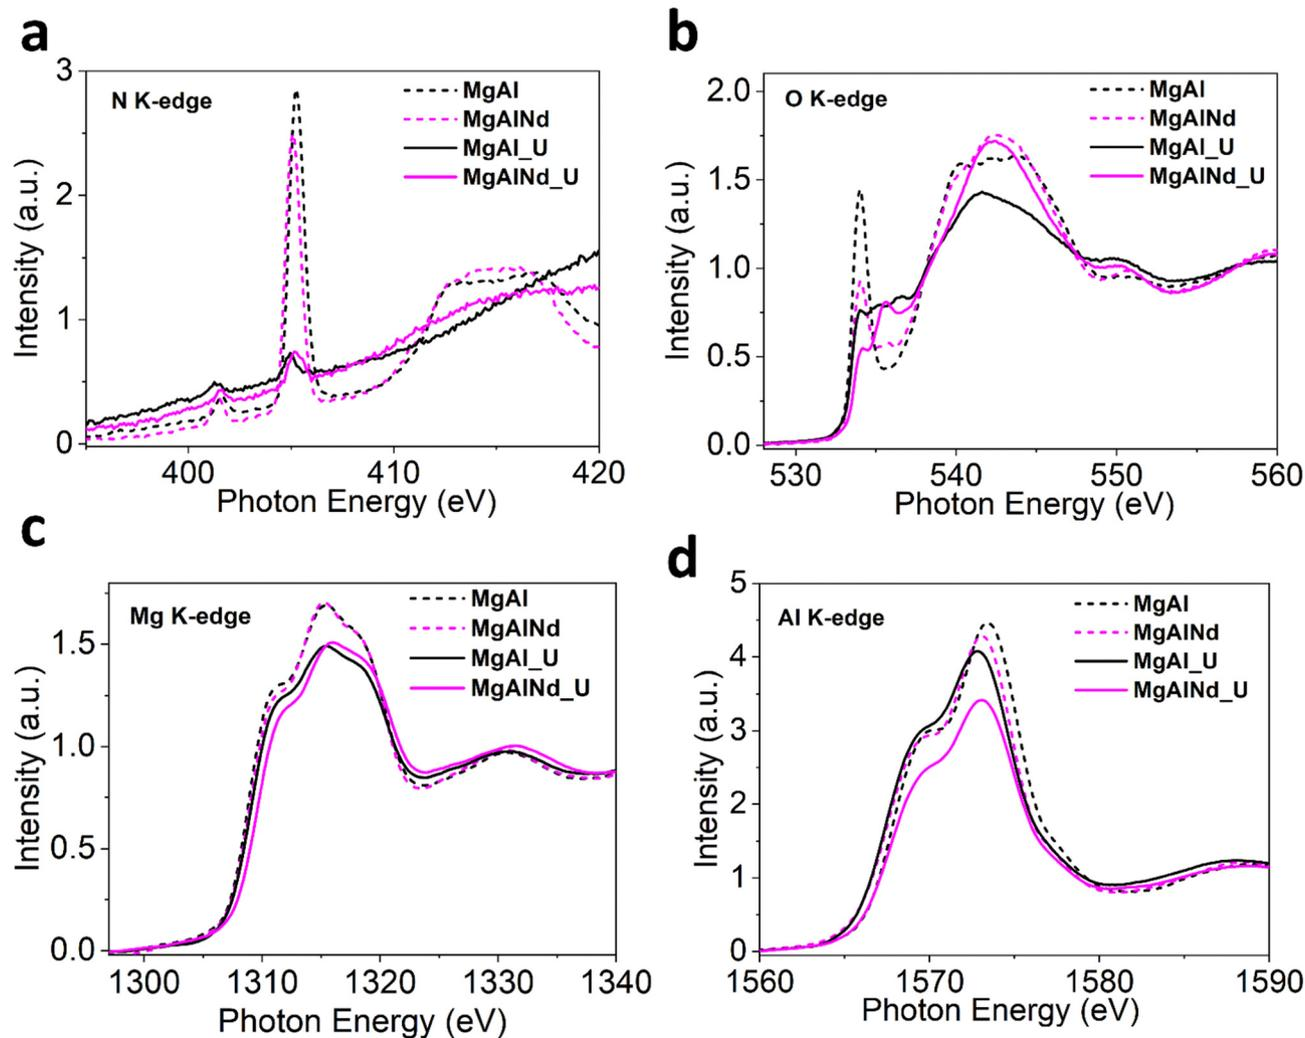 a
N K-edge
MgAl
MgAlNd
MgAl_U
MgAlNd_U
3
2
1
0
Intensity (a.u.)
400
410
420
Photon Energy (eV)
b
O K-edge
MgAl
MgAlNd
MgAl_U
MgAlNd_U
2.0
1.5
1.0
0.5
0.0
Intensity (a.u.)
530
540
550
560
Photon Energy (eV)
c
Mg K-edge
MgAl
MgAlNd
MgAl_U
MgAlNd_U
1.5
1.0
0.5
0.0
Intensity (a.u.)
1300
1310
1320
1330
1340
Photon Energy (eV)
d
Al K-edge
MgAl
MgAlNd
MgAl_U
MgAlNd_U
5
4
3
2
1
0
Intensity (a.u.)
1560
1570
1580
1590
Photon Energy (eV)